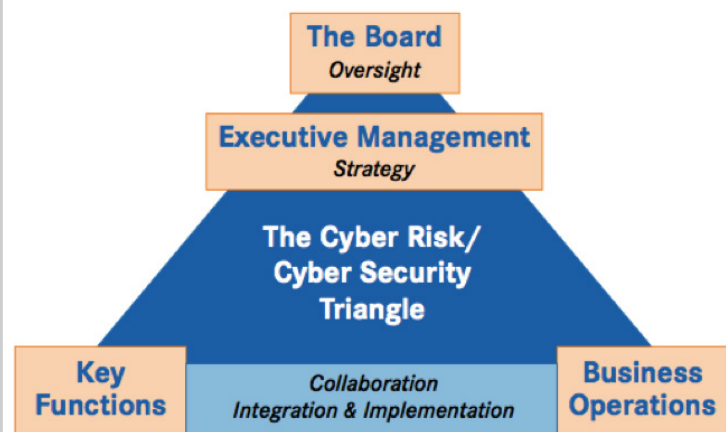 The Board
Oversight
Executive Management
Strategy
The Cyber Risk/
Cyber Security
Triangle
Key
Functions
Collaboration
Integration & Implementation
Business
Operations